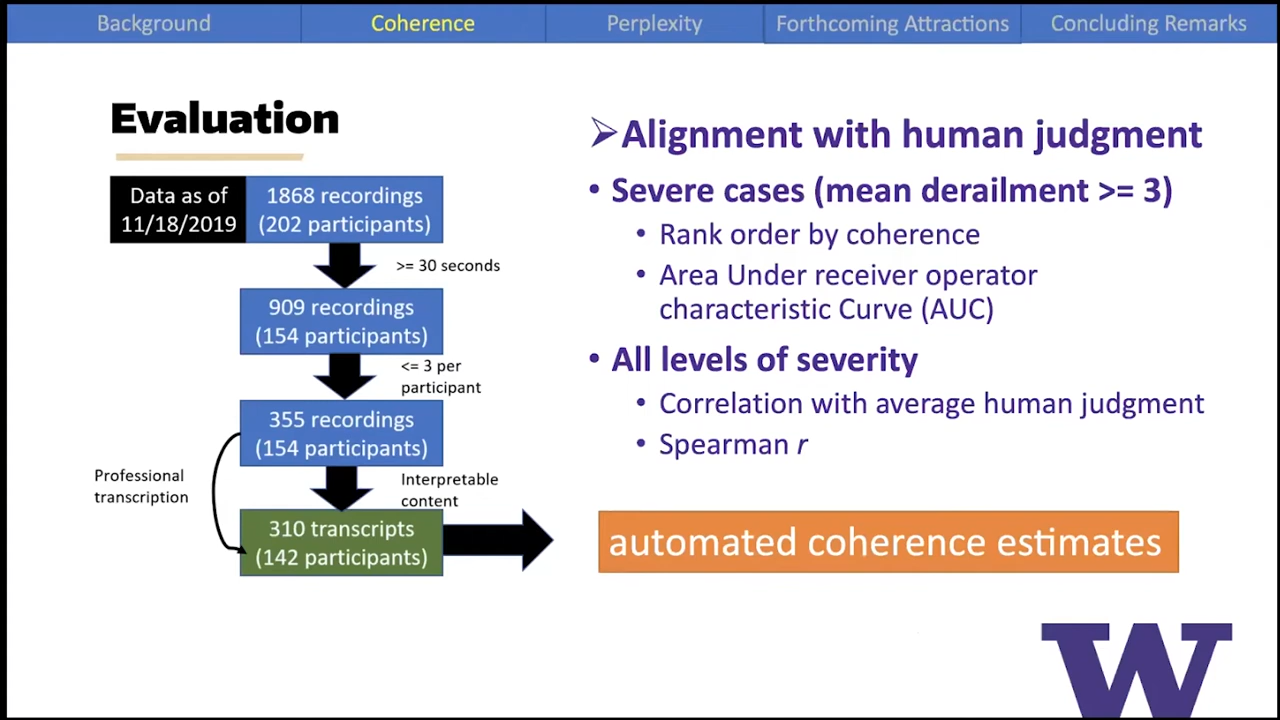 Background
Coherence
Perplexity
Forthcoming Attractions
Concluding Remarks
Evaluation
Data as of
11/18/2019
1868 recordings
(202 participants)
>= 30 seconds
909 recordings
(154 participants)
<= 3 per
participant
355 recordings
(154 participants)
Professional
transcription
Interpretable
content
310 transcripts
(142 participants)
➢Alignment with human judgment
• Severe cases (mean derailment >= 3)
• Rank order by coherence
• Area Under receiver operator
characteristic Curve (AUC)
• All levels of severity
• Correlation with average human judgment
• Spearman r
automated coherence estimates
W